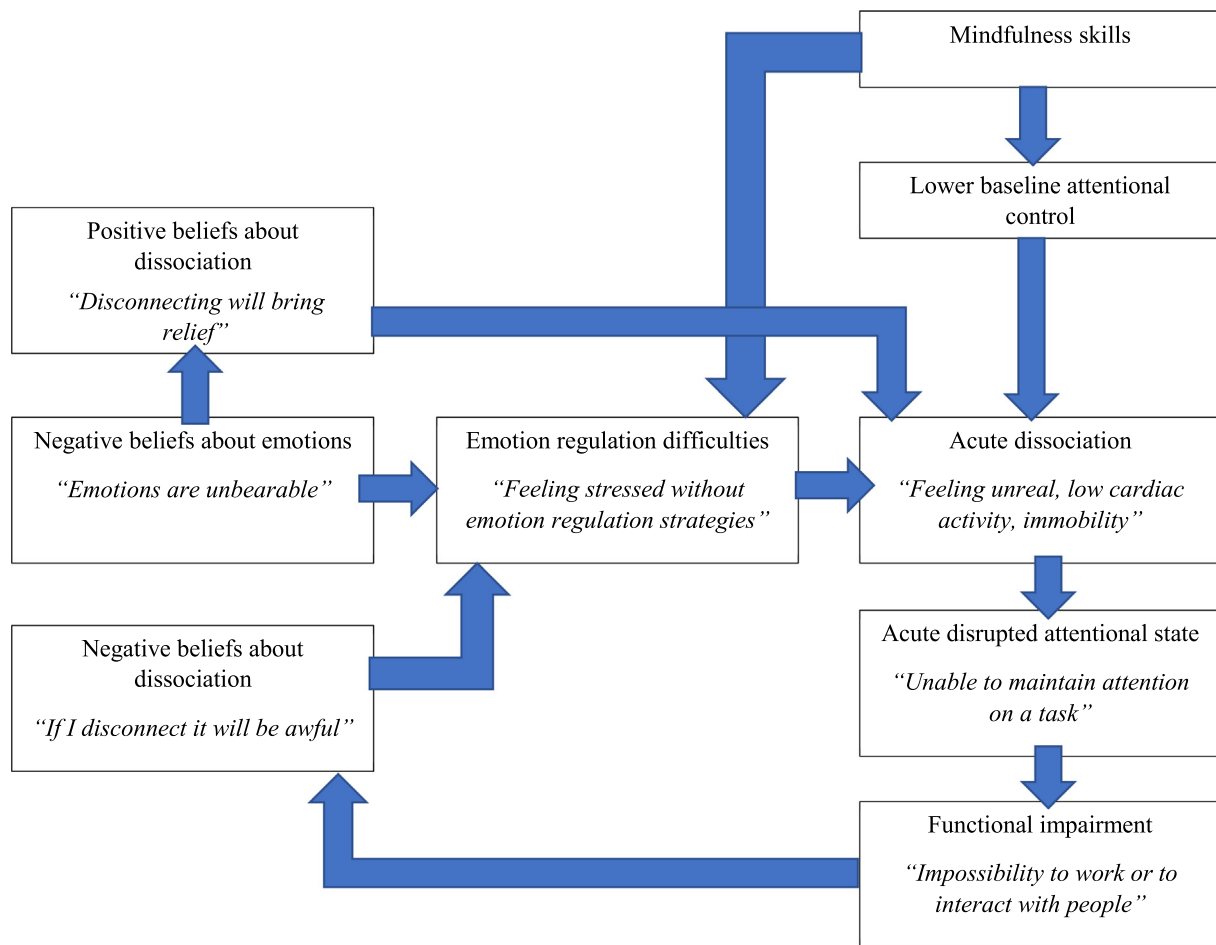 Mindfulness skills
Lower baseline attentional
control
Positive beliefs about
dissociation
“Disconnecting will bring
relief”
Negative beliefs about emotions
“Emotions are unbearable”
Emotion regulation difficulties
“Feeling stressed without
emotion regulation strategies”
Acute dissociation
“Feeling unreal, low cardiac
activity, immobility”
Negative beliefs about
dissociation
“If I disconnect it will be awful”
Acute disrupted attentional state
“Unable to maintain attention
on a task”
Functional impairment
“Impossibility to work or to
interact with people”